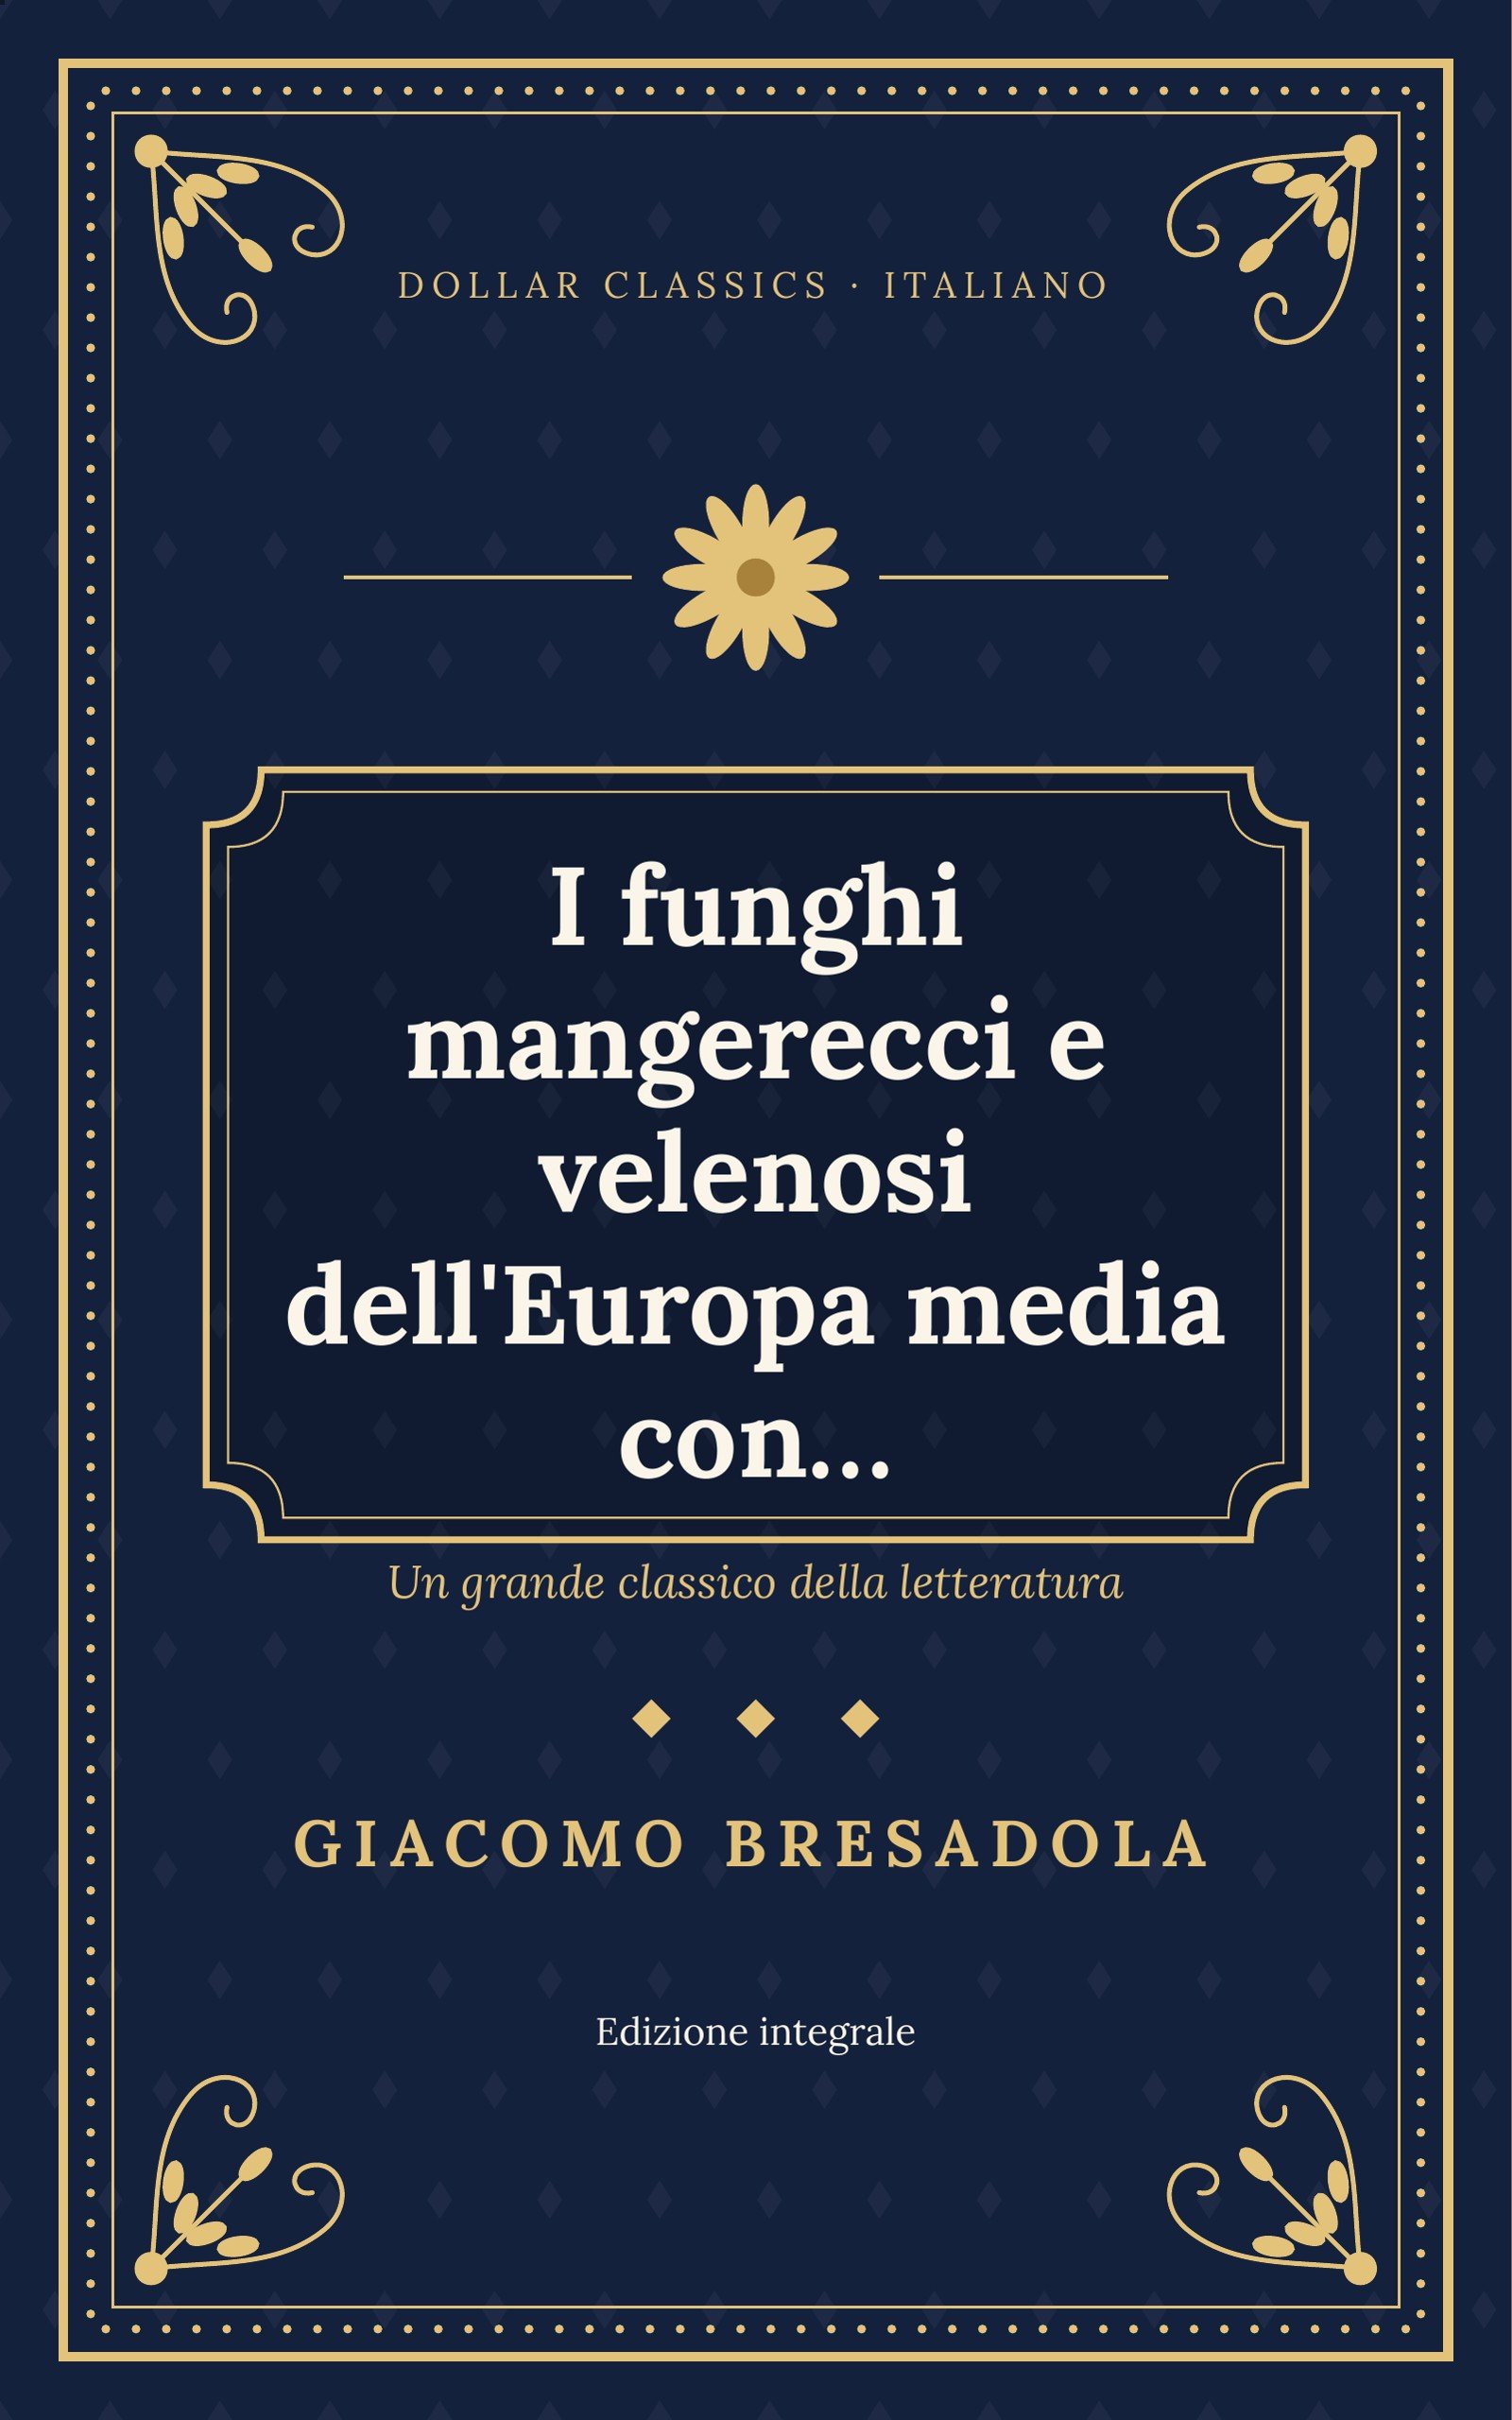 DOLLAR CLASSICS · ITALIANO
I funghi
mangerecci e
velenosi
dell'Europa media
con...
Un grande classico della letteratura
GIACOMO BRESADOLA
Edizione integrale